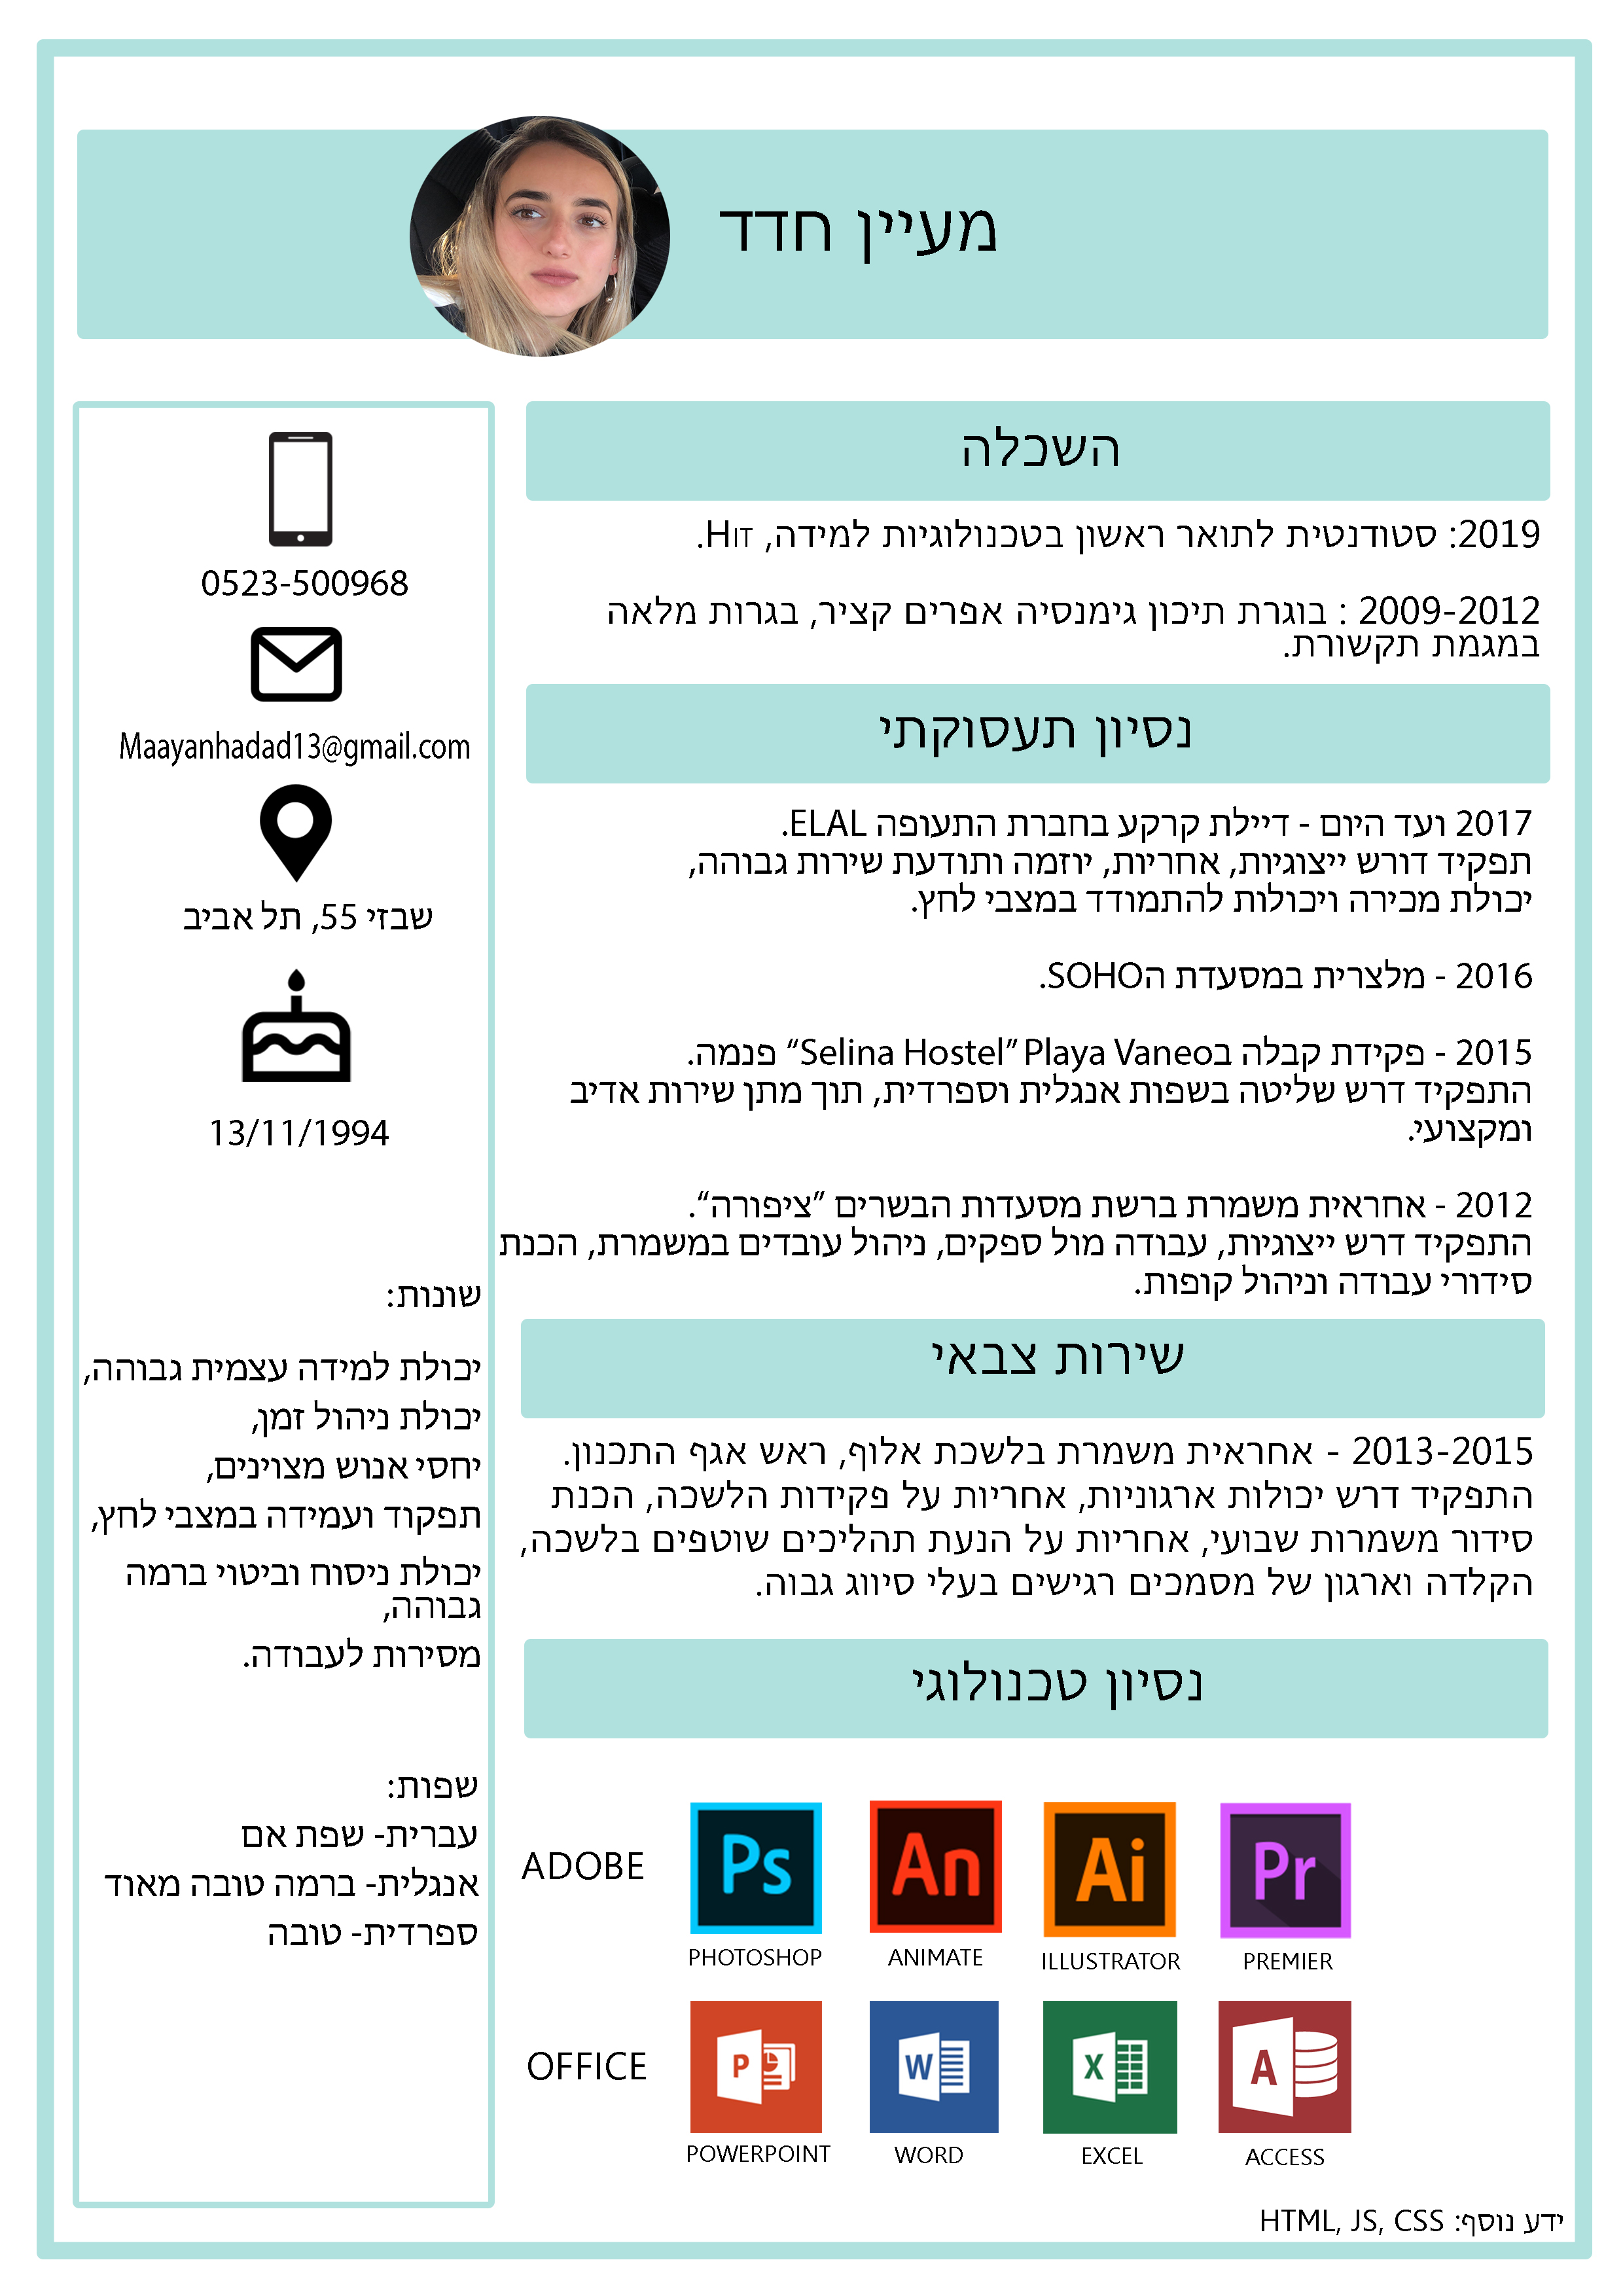 מעיין חדד
השכלה
2019: סטודנטית לתואר ראשון בטכנולוגיות למידה, HIT.
2009-2012 : בוגרת תיכון גימנסיה אפרים קציר, בגרות מלאה
במגמת תקשורת.
נסיון תעסוקתי
2017 ועד היום - דיילת קרקע בחברת התעופה ELAL.
תפקיד דורש ייצוגיות, אחריות, יוזמה ותודעת שירות גבוהה,
יכולת מכירה ויכולות להתמודד במצבי לחץ.
2016 - מלצרית במסעדת הSOHO.
2015 - פקידת קבלה בPlaya Vaneo “Selina Hostel” פנמה.
התפקיד דרש שליטה בשפות אנגלית וספרדית, תוך מתן שירות אדיב
ומקצועי.
2012 - אחראית משמרת ברשת מסעדות הבשרים ”ציפורה“.
התפקיד דרש ייצוגיות, עבודה מול ספקים, ניהול עובדים במשמרת, הכנת
סידורי עבודה וניהול קופות.
שירות צבאי
2013-2015 - אחראית משמרת בלשכת אלוף, ראש אגף התכנון.
התפקיד דרש יכולות ארגוניות, אחריות על פקידות הלשכה, הכנת
סידור משמרות שבועי, אחריות על הנעת תהליכים שוטפים בלשכה,
הקלדה וארגון של מסמכים רגישים בעלי סיווג גבוה.
נסיון טכנולוגי
ADOBE
Ps An Ai Pr
PHOTOSHOP ANIMATE ILLUSTRATOR PREMIER
OFFICE
P W X A
POWERPOINT WORD EXCEL ACCESS
ידע נוסף: HTML, JS, CSS
0523-500968
Maayanhadad13@gmail.com
שבזי 55, תל אביב
13/11/1994
שונות:
יכולת למידה עצמית גבוהה,
יכולת ניהול זמן,
יחסי אנוש מצוינים,
תפקוד ועמידה במצבי לחץ,
יכולת ניסוח וביטוי ברמה
גבוהה,
מסירות לעבודה.
שפות:
עברית- שפת אם
אנגלית- ברמה טובה מאוד
ספרדית- טובה